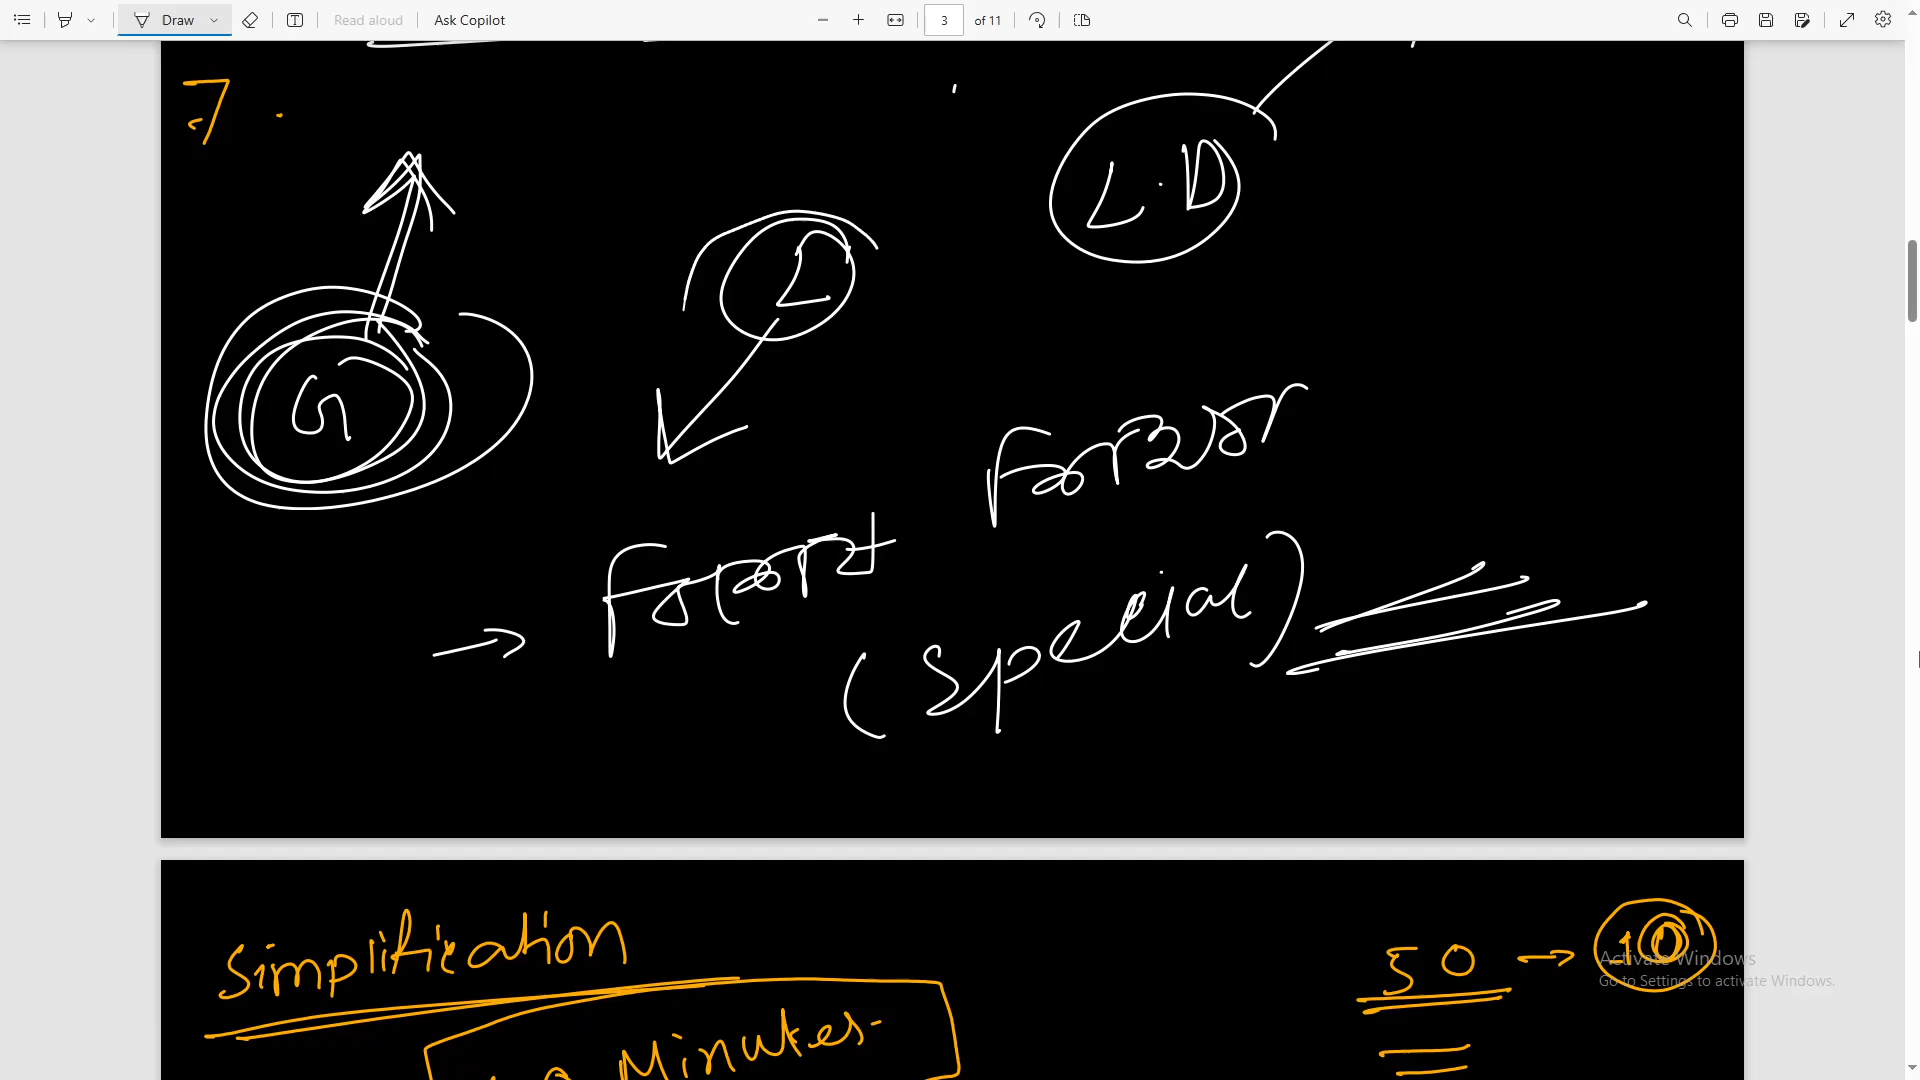 Draw
Read aloud
Ask Copilot
3 of 11
7.
L.D
L
G
(Special)
Simplification
50 → 10
Minutes.
Activate Windows
Go to Settings to activate Windows.